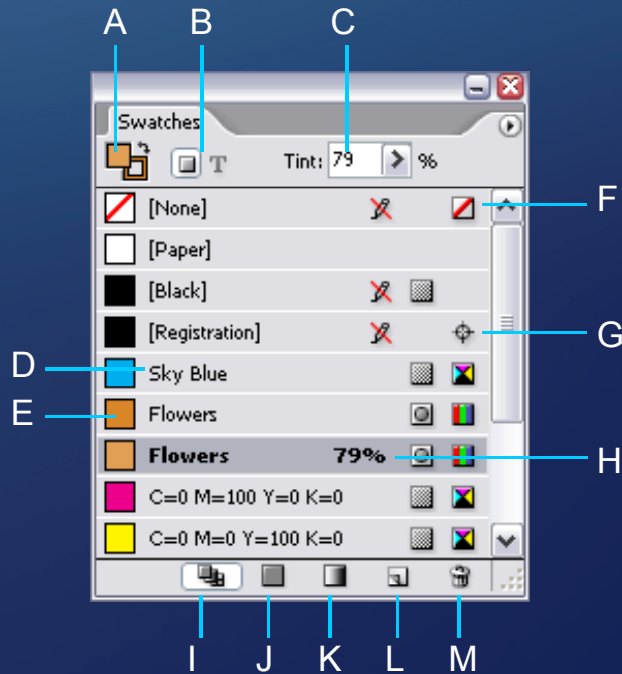 A B C
Swatches
T Tint: 79 %
[None] F
[Paper]
[Black]
[Registration] G
D Sky Blue
E Flowers
Flowers 79% H
C=0 M=100 Y=0 K=0
C=0 M=0 Y=100 K=0
I J K L M